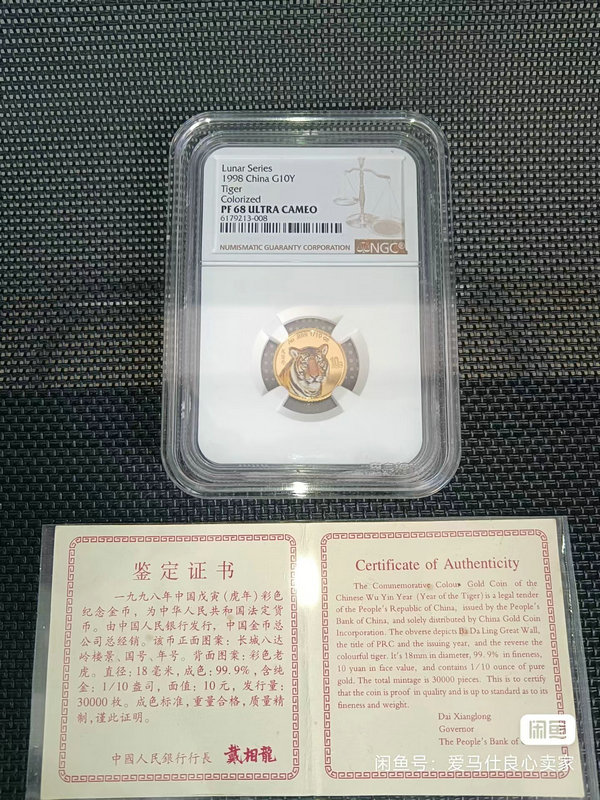 Lunar Series
1998 China G10Y
Tiger
Colorized
PF 68 ULTRA CAMEO
6179213-008
NUMISMATIC GUARANTY CORPORATION
NGC
鉴定证书
一九九八年中国戊寅(虎年)彩色
纪念金币，为中华人民共和国法定货
币。由中国人民银行发行，中国金币总
公司总经销。该币正面图案：长城八达
岭楼景、国号、年号。背面图案：彩色老
虎。直径：18毫米，成色：99.9%，含纯
金：1/10盎司，面值：10元，发行量：
30000枚。成色标准，重量合格，质量精
制，谨此证明。
中國人民銀行行長 戴相龍
Certificate of Authenticity
The Commemorative Colour Gold Coin of the
Chinese Wu Yin Year (Year of the Tiger) is a legal tender
of the People's Republic of China, issued by the People's
Bank of China, and solely distributed by China Gold Coin
Incorporation. The obverse depicts Ba Da Ling Great Wall,
the title of PRC and the issuing year, and the reverse the
colourful tiger. It's 18mm in diameter, 99. 9% in fineness,
10 yuan in face value, and contains 1/10 ounce of pure
gold. The total mintage is 30000 pieces. This is to certify
that the coin is proof in quality and is up to standard as to its
fineness and weight.
Dai Xianglong
Governor
The People's Bank of
闲鱼
闲鱼号：爱马仕良心卖家